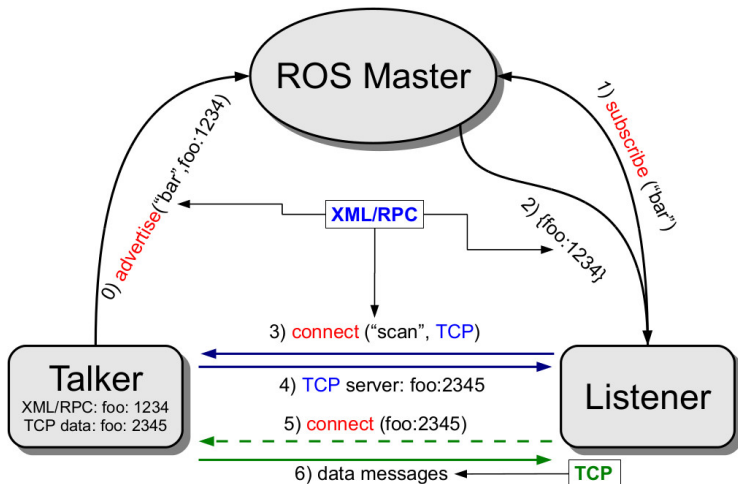 ROS Master
0) advertise(“bar”,foo:1234)
1) subscribe (“bar”)
XML/RPC
2) {foo:1234}
3) connect (“scan”, TCP)
Talker
XML/RPC: foo: 1234
TCP data: foo: 2345
4) TCP server: foo:2345
Listener
5) connect (foo:2345)
6) data messages
TCP